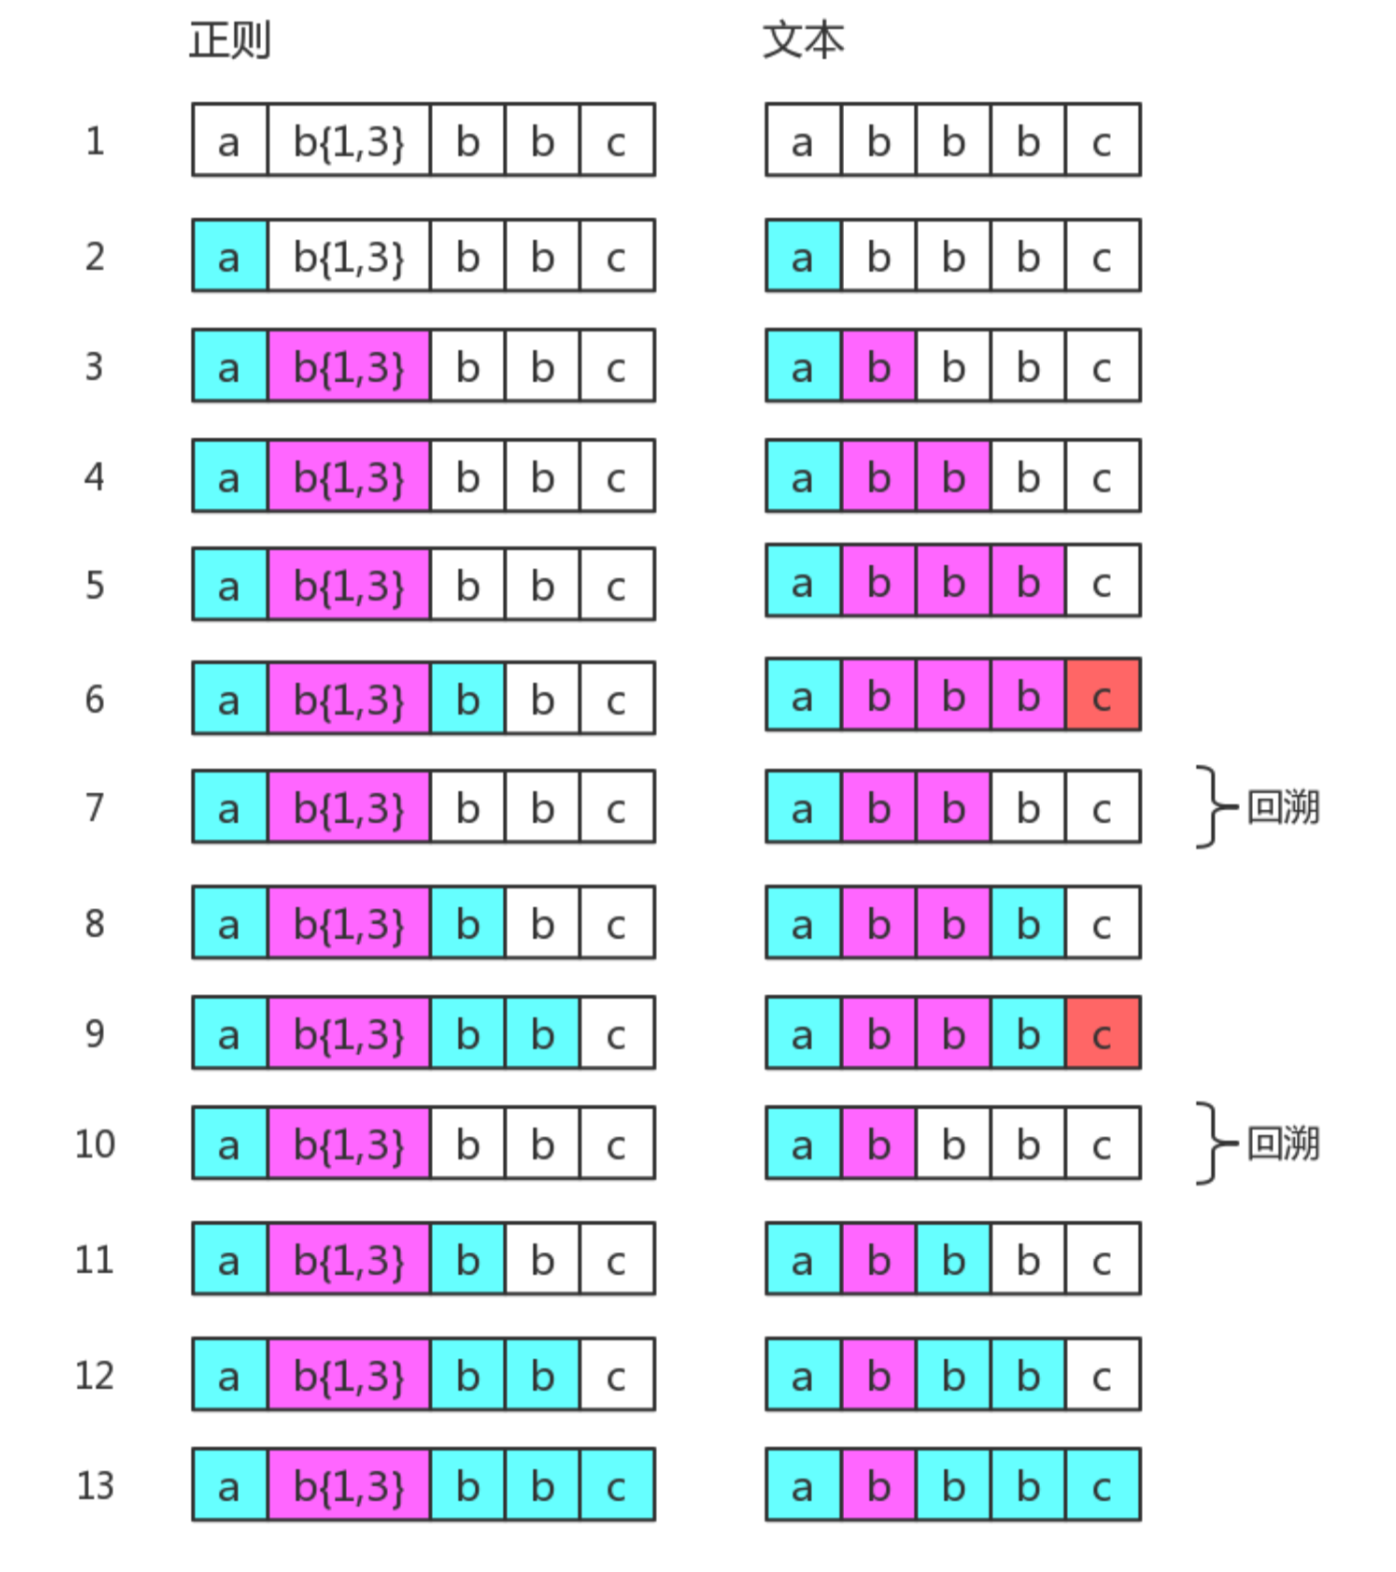 正则 文本
1 a b{1,3} b b c a b b b c
2 a b{1,3} b b c a b b b c
3 a b{1,3} b b c a b b b c
4 a b{1,3} b b c a b b b c
5 a b{1,3} b b c a b b b c
6 a b{1,3} b b c a b b b c
7 a b{1,3} b b c a b b b c 回溯
8 a b{1,3} b b c a b b b c
9 a b{1,3} b b c a b b b c
10 a b{1,3} b b c a b b b c 回溯
11 a b{1,3} b b c a b b b c
12 a b{1,3} b b c a b b b c
13 a b{1,3} b b c a b b b c